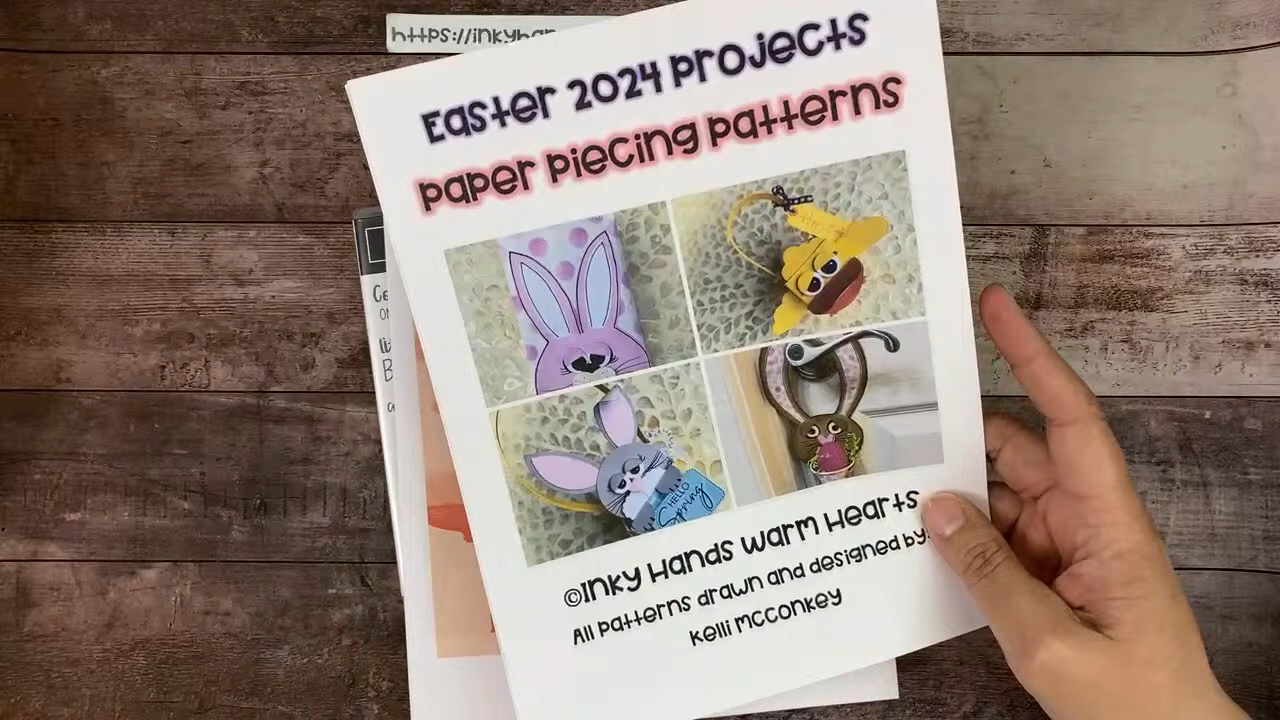 https://inkyhan
Easter 2024 Projects
Paper Piecing Patterns
HELLO
Spring
©Inky Hands Warm Hearts
All patterns drawn and designed by:
Kelli McConkey